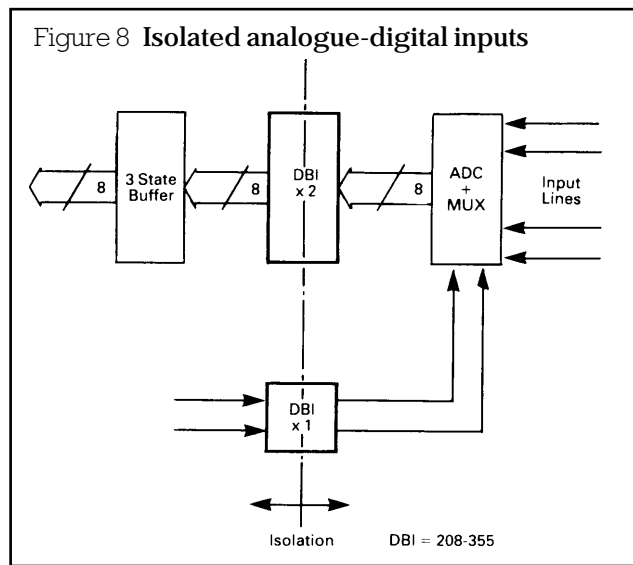 Figure 8 Isolated analogue-digital inputs
8
3 State
Buffer
8
DBI
x 2
8
ADC
+
MUX
Input
Lines
DBI
x 1
Isolation
DBI = 208-355